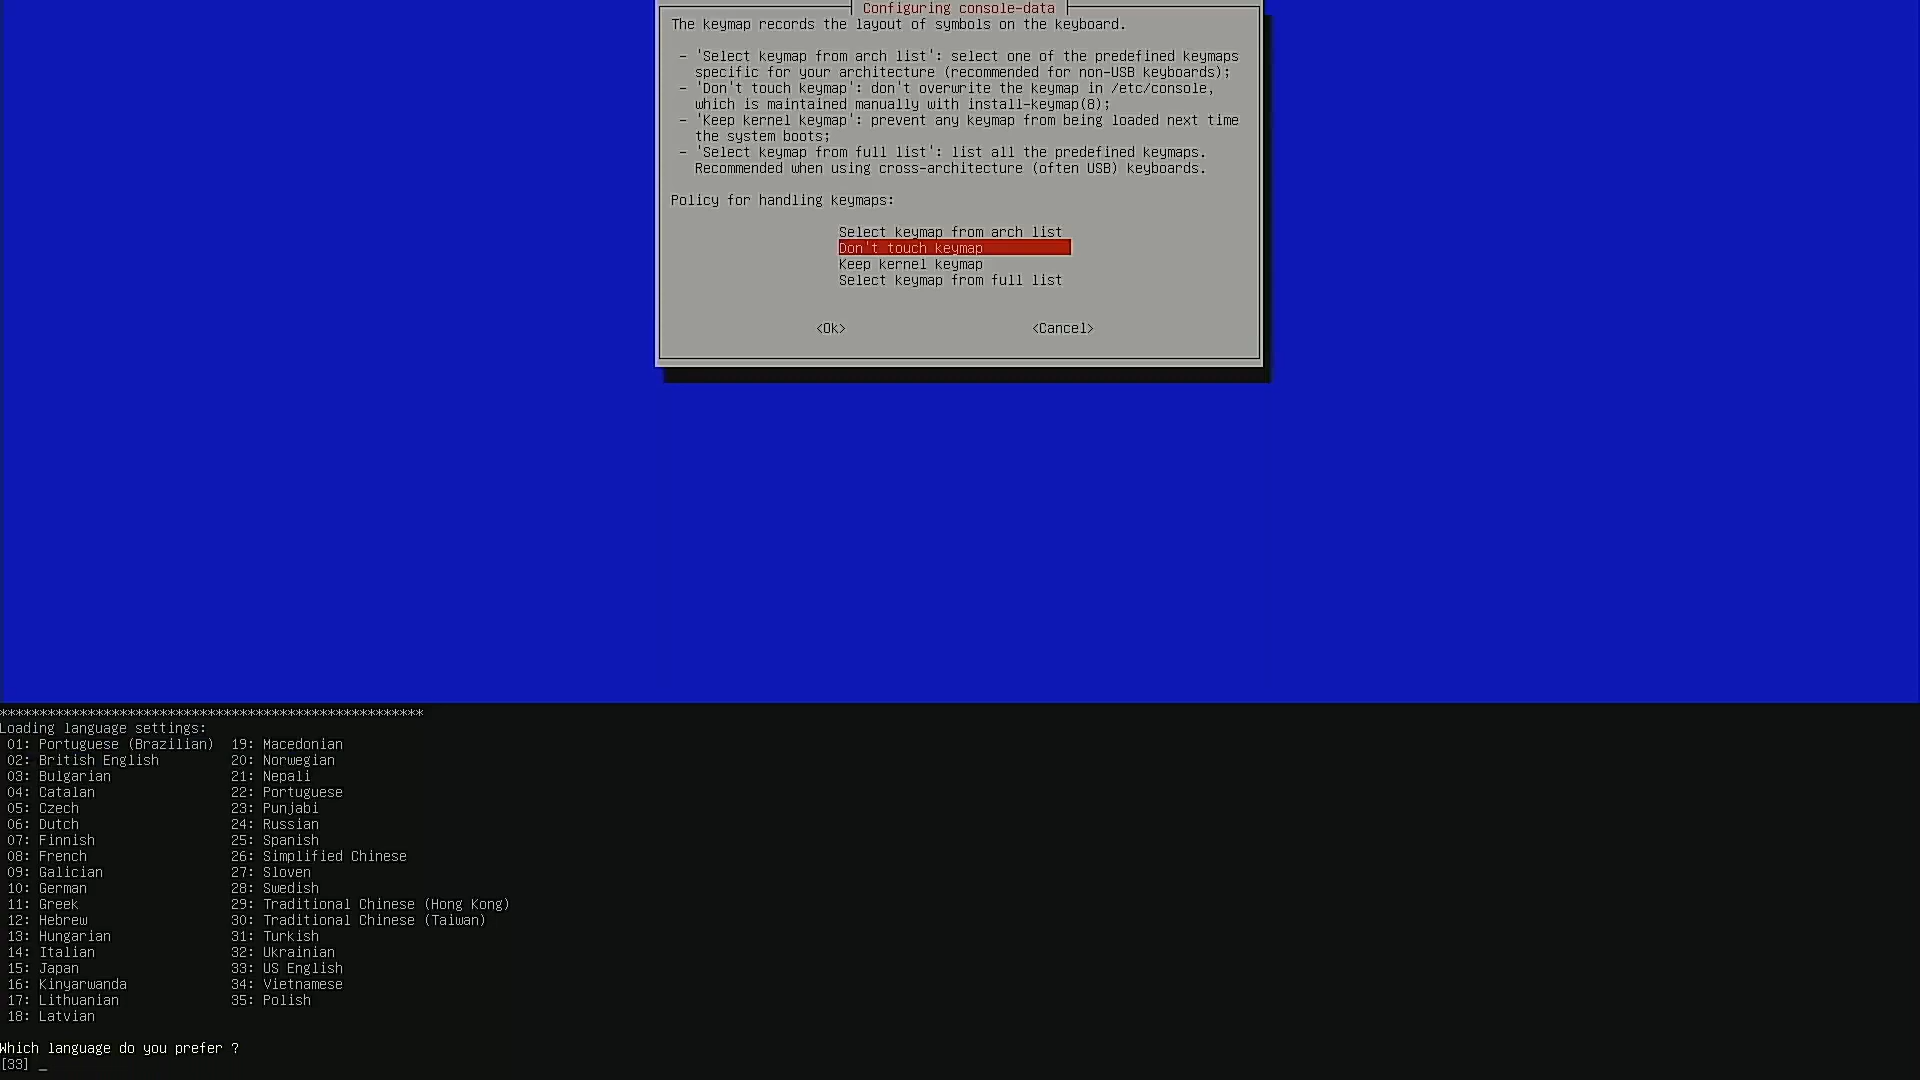 Configuring console-data
The keymap records the layout of symbols on the keyboard.
- 'Select keymap from arch list': select one of the predefined keymaps
specific for your architecture (recommended for non-USB keyboards);
- 'Don't touch keymap': don't overwrite the keymap in /etc/console,
which is maintained manually with install-keymap(8);
- 'Keep kernel keymap': prevent any keymap from being loaded next time
the system boots;
- 'Select keymap from full list': list all the predefined keymaps.
Recommended when using cross-architecture (often USB) keyboards.
Policy for handling keymaps:
Select keymap from arch list
Don't touch keymap
Keep kernel keymap
Select keymap from full list
<Ok> <Cancel>
*****************************************************
Loading language settings:
01: Portuguese (Brazilian) 19: Macedonian
02: British English 20: Norwegian
03: Bulgarian 21: Nepali
04: Catalan 22: Portuguese
05: Czech 23: Punjabi
06: Dutch 24: Russian
07: Finnish 25: Spanish
08: French 26: Simplified Chinese
09: Galician 27: Sloven
10: German 28: Swedish
11: Greek 29: Traditional Chinese (Hong Kong)
12: Hebrew 30: Traditional Chinese (Taiwan)
13: Hungarian 31: Turkish
14: Italian 32: Ukrainian
15: Japan 33: US English
16: Kinyarwanda 34: Vietnamese
17: Lithuanian 35: Polish
18: Latvian
Which language do you prefer ?
[33] _